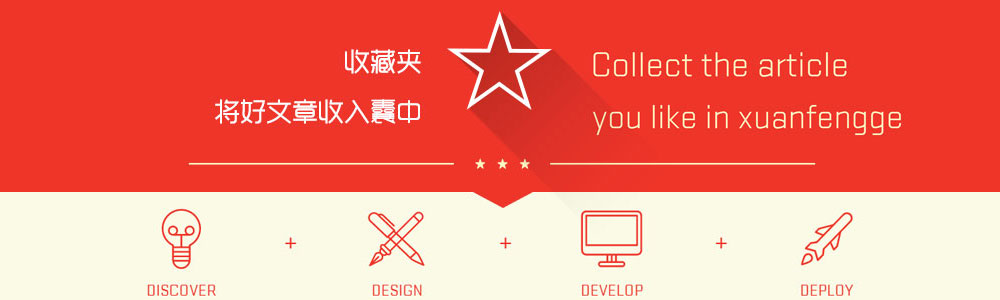 收藏夹
将好文章收入囊中
Collect the article
you like in xuanfengge
DISCOVER + DESIGN + DEVELOP + DEPLOY